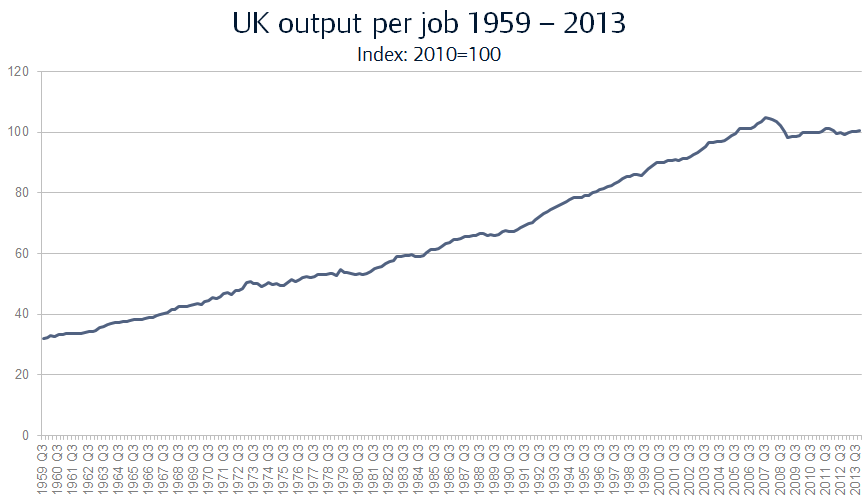 UK output per job 1959 – 2013
Index: 2010=100
120
100
80
60
40
20
0
1959 Q3
1960 Q3
1961 Q3
1962 Q3
1963 Q3
1964 Q3
1965 Q3
1966 Q3
1967 Q3
1968 Q3
1969 Q3
1970 Q3
1971 Q3
1972 Q3
1973 Q3
1974 Q3
1975 Q3
1976 Q3
1977 Q3
1978 Q3
1979 Q3
1980 Q3
1981 Q3
1982 Q3
1983 Q3
1984 Q3
1985 Q3
1986 Q3
1987 Q3
1988 Q3
1989 Q3
1990 Q3
1991 Q3
1992 Q3
1993 Q3
1994 Q3
1995 Q3
1996 Q3
1997 Q3
1998 Q3
1999 Q3
2000 Q3
2001 Q3
2002 Q3
2003 Q3
2004 Q3
2005 Q3
2006 Q3
2007 Q3
2008 Q3
2009 Q3
2010 Q3
2011 Q3
2012 Q3
2013 Q3